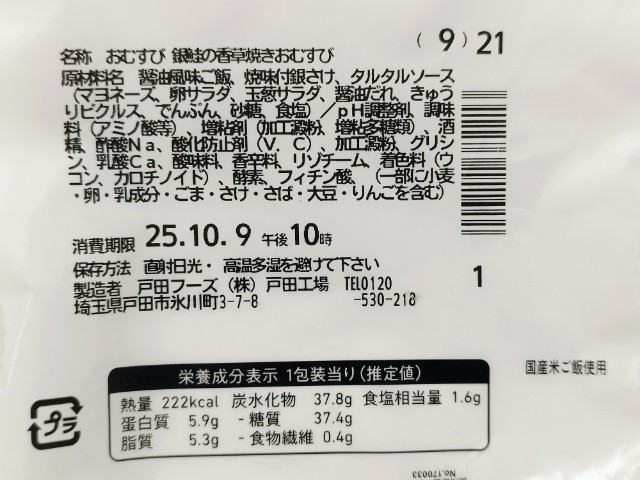 (9)21
名称 おむすび 銀鮭の香草焼きおむすび
原材料名 醤油風味ご飯、焼味付銀さけ、タルタルソース
(マヨネーズ、卵サラダ、玉葱サラダ、醤油だれ、きゅう
りピクルス、でんぷん、砂糖、食塩)/pH調整剤、調味
料(アミノ酸等)、増粘剤(加工澱粉、増粘多糖類)、酒
精、酢酸Na、酸化防止剤(V.C)、加工澱粉、グリシ
ン、乳酸Ca、酸味料、香辛料、リゾチーム、着色料(ウ
コン、カロチノイド)、酵素、フィチン酸、(一部に小麦
・卵・乳成分・ごま・さけ・さば・大豆・りんごを含む)
消費期限 25.10.9 午後10時
保存方法 直射日光・高温多湿を避けて下さい
製造者 戸田フーズ(株)戸田工場 TEL0120
埼玉県戸田市氷川町3-7-8 -530-218
1
栄養成分表示 1包装当り(推定値)
熱量 222kcal 炭水化物 37.8g 食塩相当量 1.6g
蛋白質 5.9g -糖質 37.4g
脂質 5.3g -食物繊維 0.4g
国産米ご飯使用
プラ
No.170033